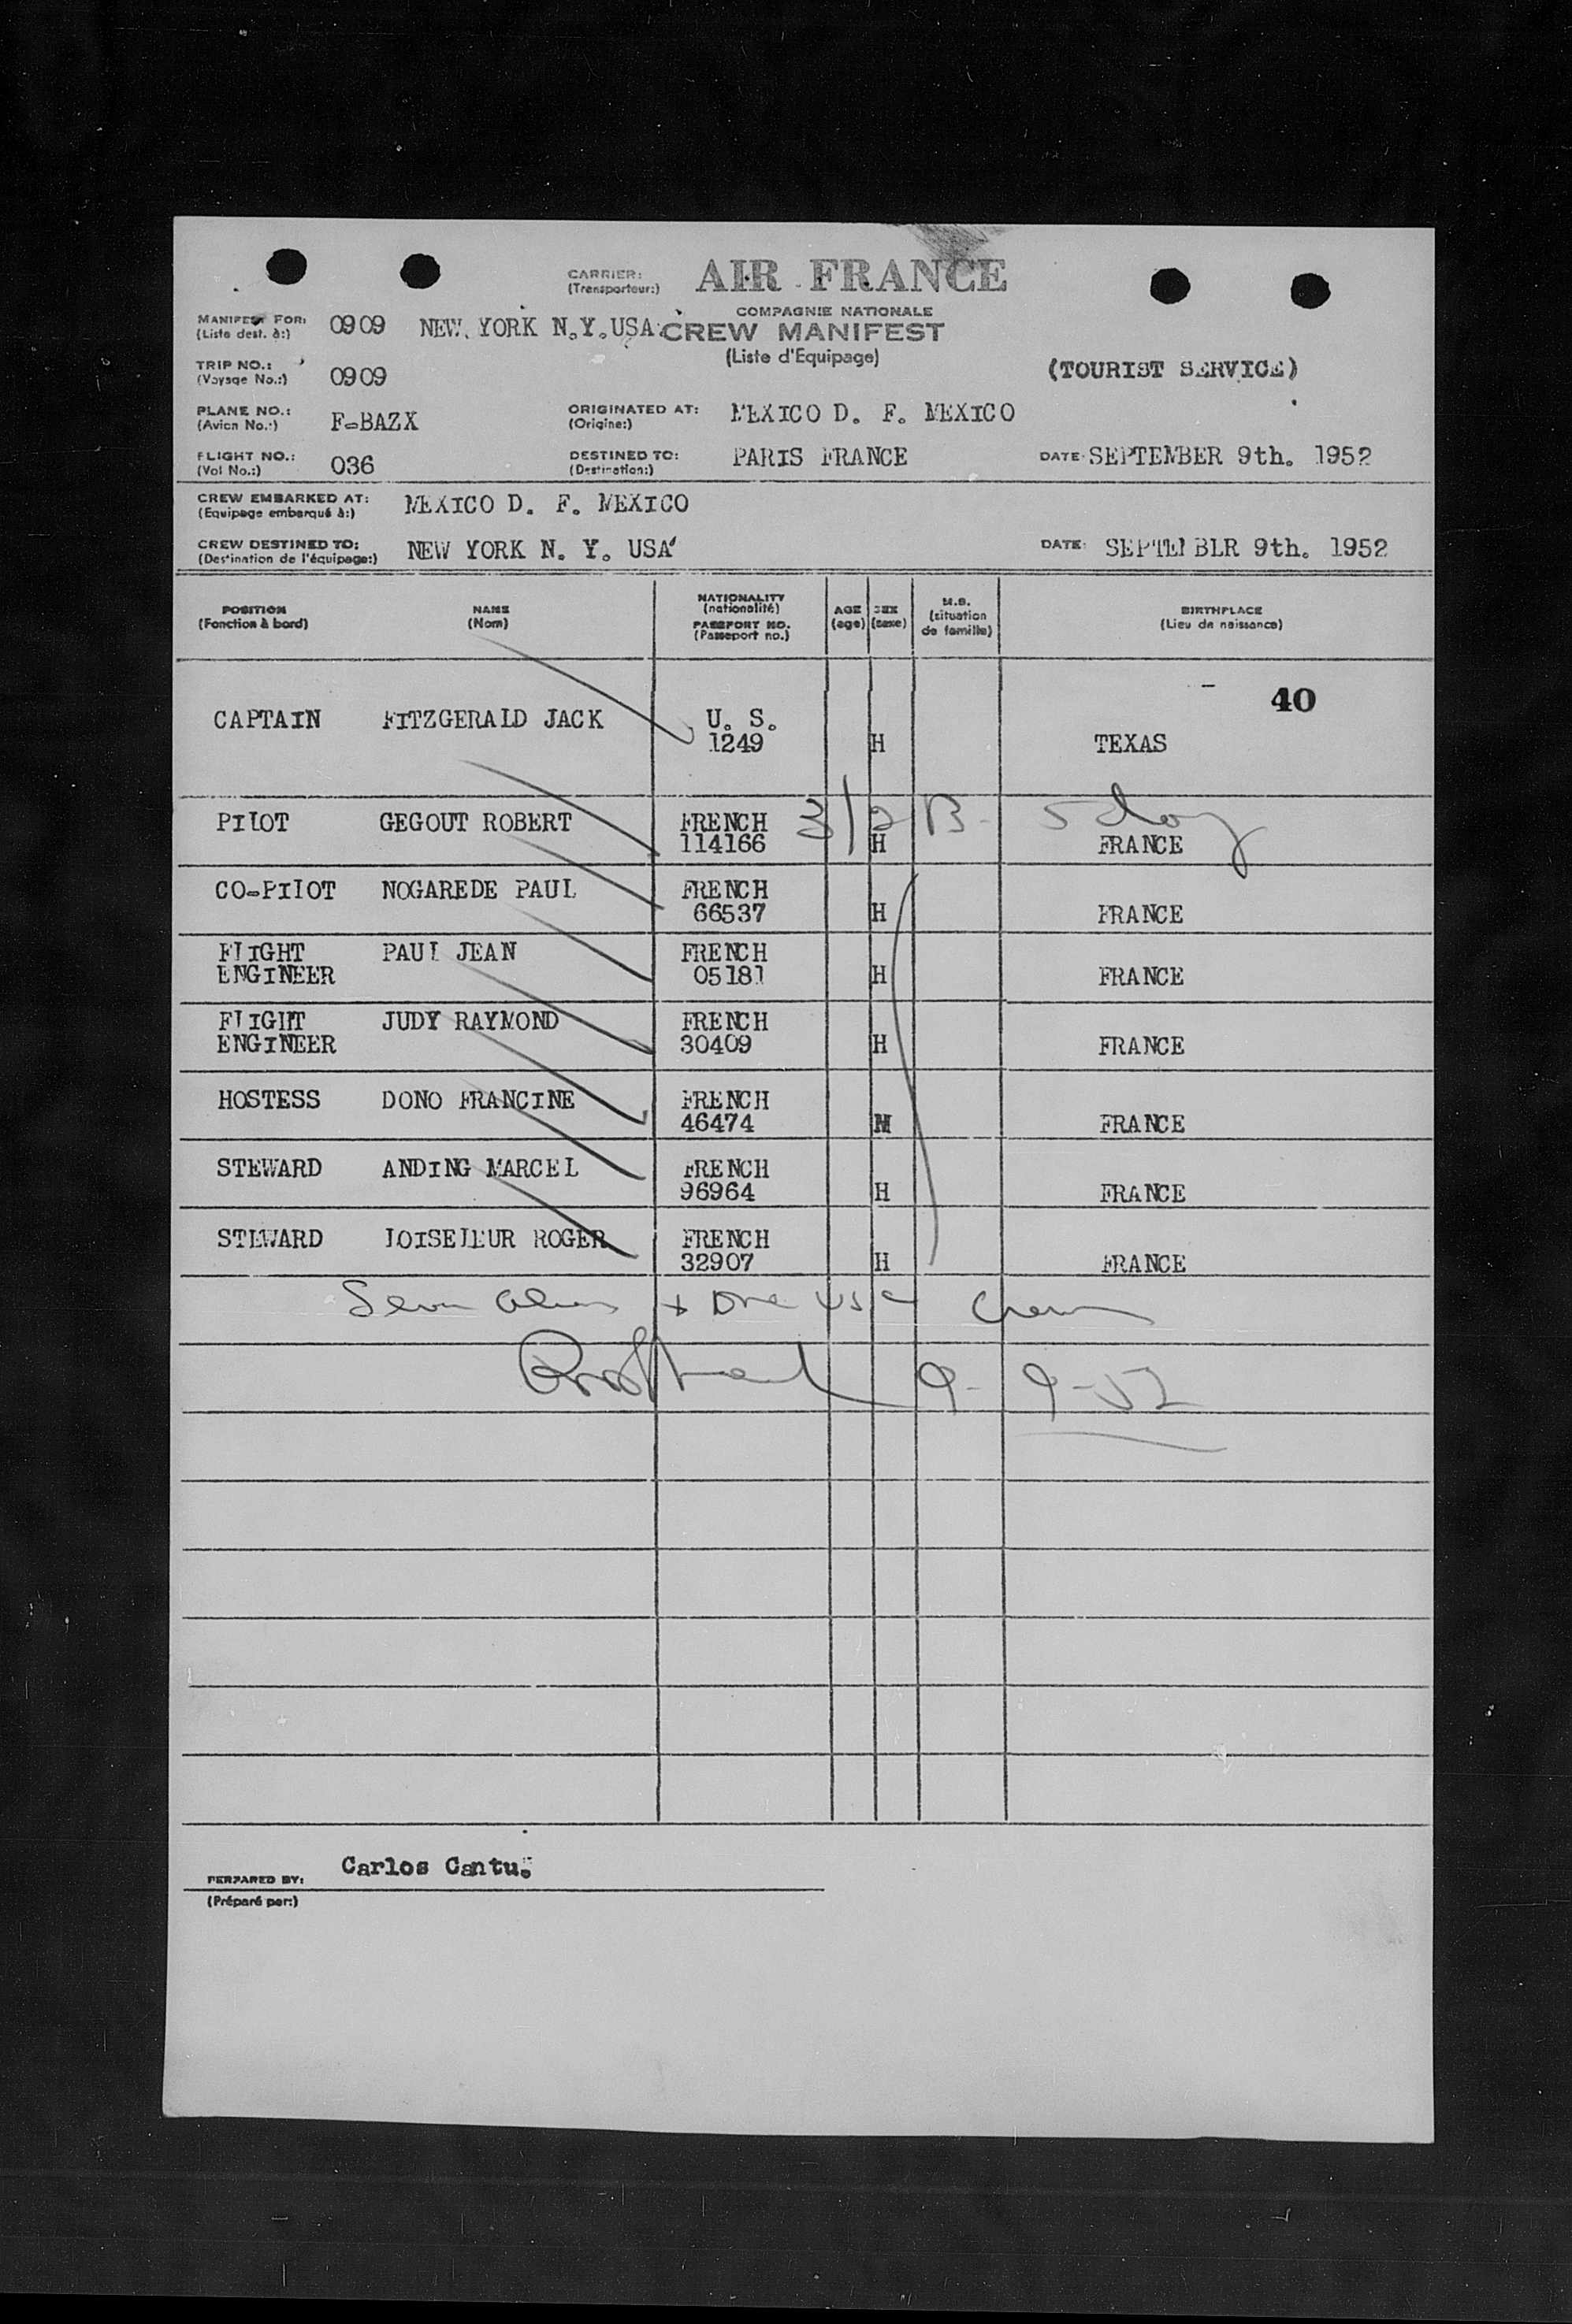 CARRIER: AIR FRANCE
(Transporteur:)
COMPAGNIE NATIONALE
MANIFEST FOR: 0909 NEW YORK N.Y. USA CREW MANIFEST
(Liste dest. à:)
(Liste d'Equipage)
TRIP NO.: 0909 (TOURIST SERVICE)
(Voyage No.:)
PLANE NO.: F-BAZX ORIGINATED AT: MEXICO D. F. MEXICO
(Avion No.:) (Origine:)
FLIGHT NO.: 036 DESTINED TO: PARIS FRANCE DATE: SEPTEMBER 9th. 1952
(Vol No.:) (Destination:)
CREW EMBARKED AT: MEXICO D. F. MEXICO
(Equipage embarqué à:)
CREW DESTINED TO: NEW YORK N. Y. USA DATE: SEPTEMBER 9th. 1952
(Destination de l'équipage:)
POSITION NAME NATIONALITY AGE SEX M.S. BIRTHPLACE
(Fonction à bord) (Nom) (nationalité) (age) (sexe) (situation de famille) (Lieu de naissance)
PASSPORT NO.
(Passeport no.)
40
CAPTAIN FITZGERALD JACK U. S.
1249 H TEXAS
PILOT GEGOUT ROBERT FRENCH 3/2 B- 5 day
114166 H FRANCE
CO-PILOT NOGAREDE PAUL FRENCH
66537 H FRANCE
FLIGHT PAUL JEAN FRENCH
ENGINEER 05181 H FRANCE
FLIGHT JUDY RAYMOND FRENCH
ENGINEER 30409 H FRANCE
HOSTESS DONO FRANCINE FRENCH
46474 M FRANCE
STEWARD ANDING MARCEL FRENCH
96964 H FRANCE
STEWARD LOISELEUR ROGER FRENCH
32907 H FRANCE
Seven Aliens + One USC Crew
9-9-52
PERPARED BY: Carlos Cantu.
(Préparé par:)